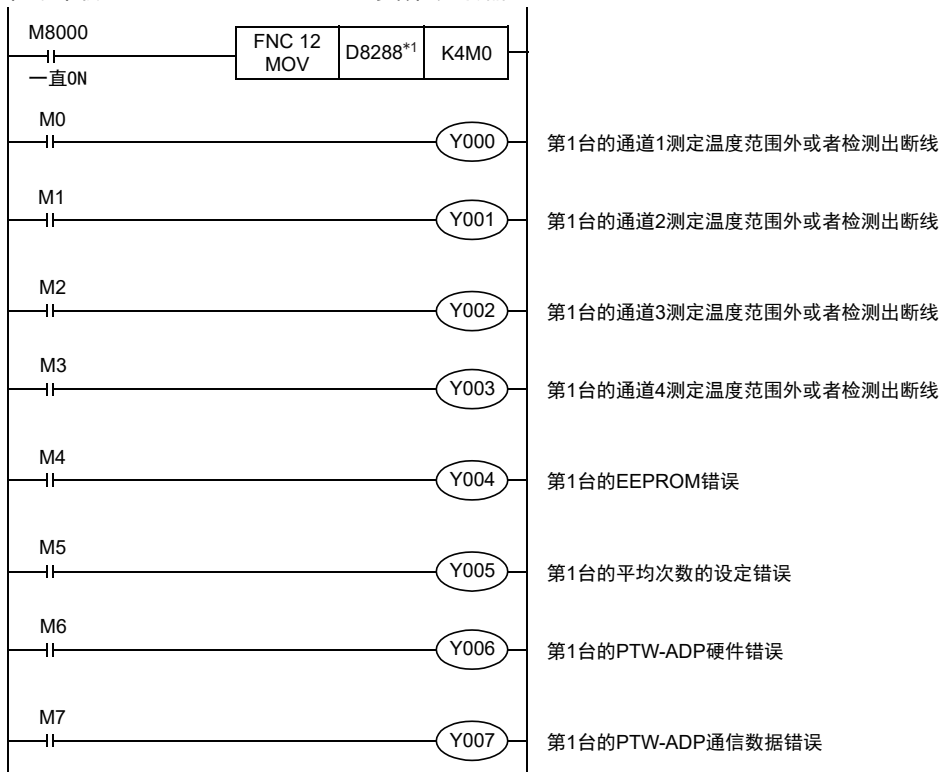 M8000
FNC 12
MOV
D8288*1
K4M0
一直ON
M0
Y000
第1台的通道1测定温度范围外或者检测出断线
M1
Y001
第1台的通道2测定温度范围外或者检测出断线
M2
Y002
第1台的通道3测定温度范围外或者检测出断线
M3
Y003
第1台的通道4测定温度范围外或者检测出断线
M4
Y004
第1台的EEPROM错误
M5
Y005
第1台的平均次数的设定错误
M6
Y006
第1台的PTW-ADP硬件错误
M7
Y007
第1台的PTW-ADP通信数据错误